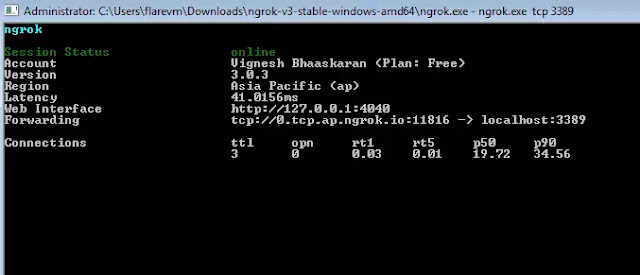 Administrator: C:\Users\flarevm\Downloads\ngrok-v3-stable-windows-amd64\ngrok.exe - ngrok.exe tcp 3389
ngrok
Session Status online
Account Vignesh Bhaaskaran (Plan: Free)
Version 3.0.3
Region Asia Pacific (ap)
Latency 41.0156ms
Web Interface http://127.0.0.1:4040
Forwarding tcp://0.tcp.ap.ngrok.io:11816 -> localhost:3389
Connections ttl opn rt1 rt5 p50 p90
3 0 0.03 0.01 19.72 34.56